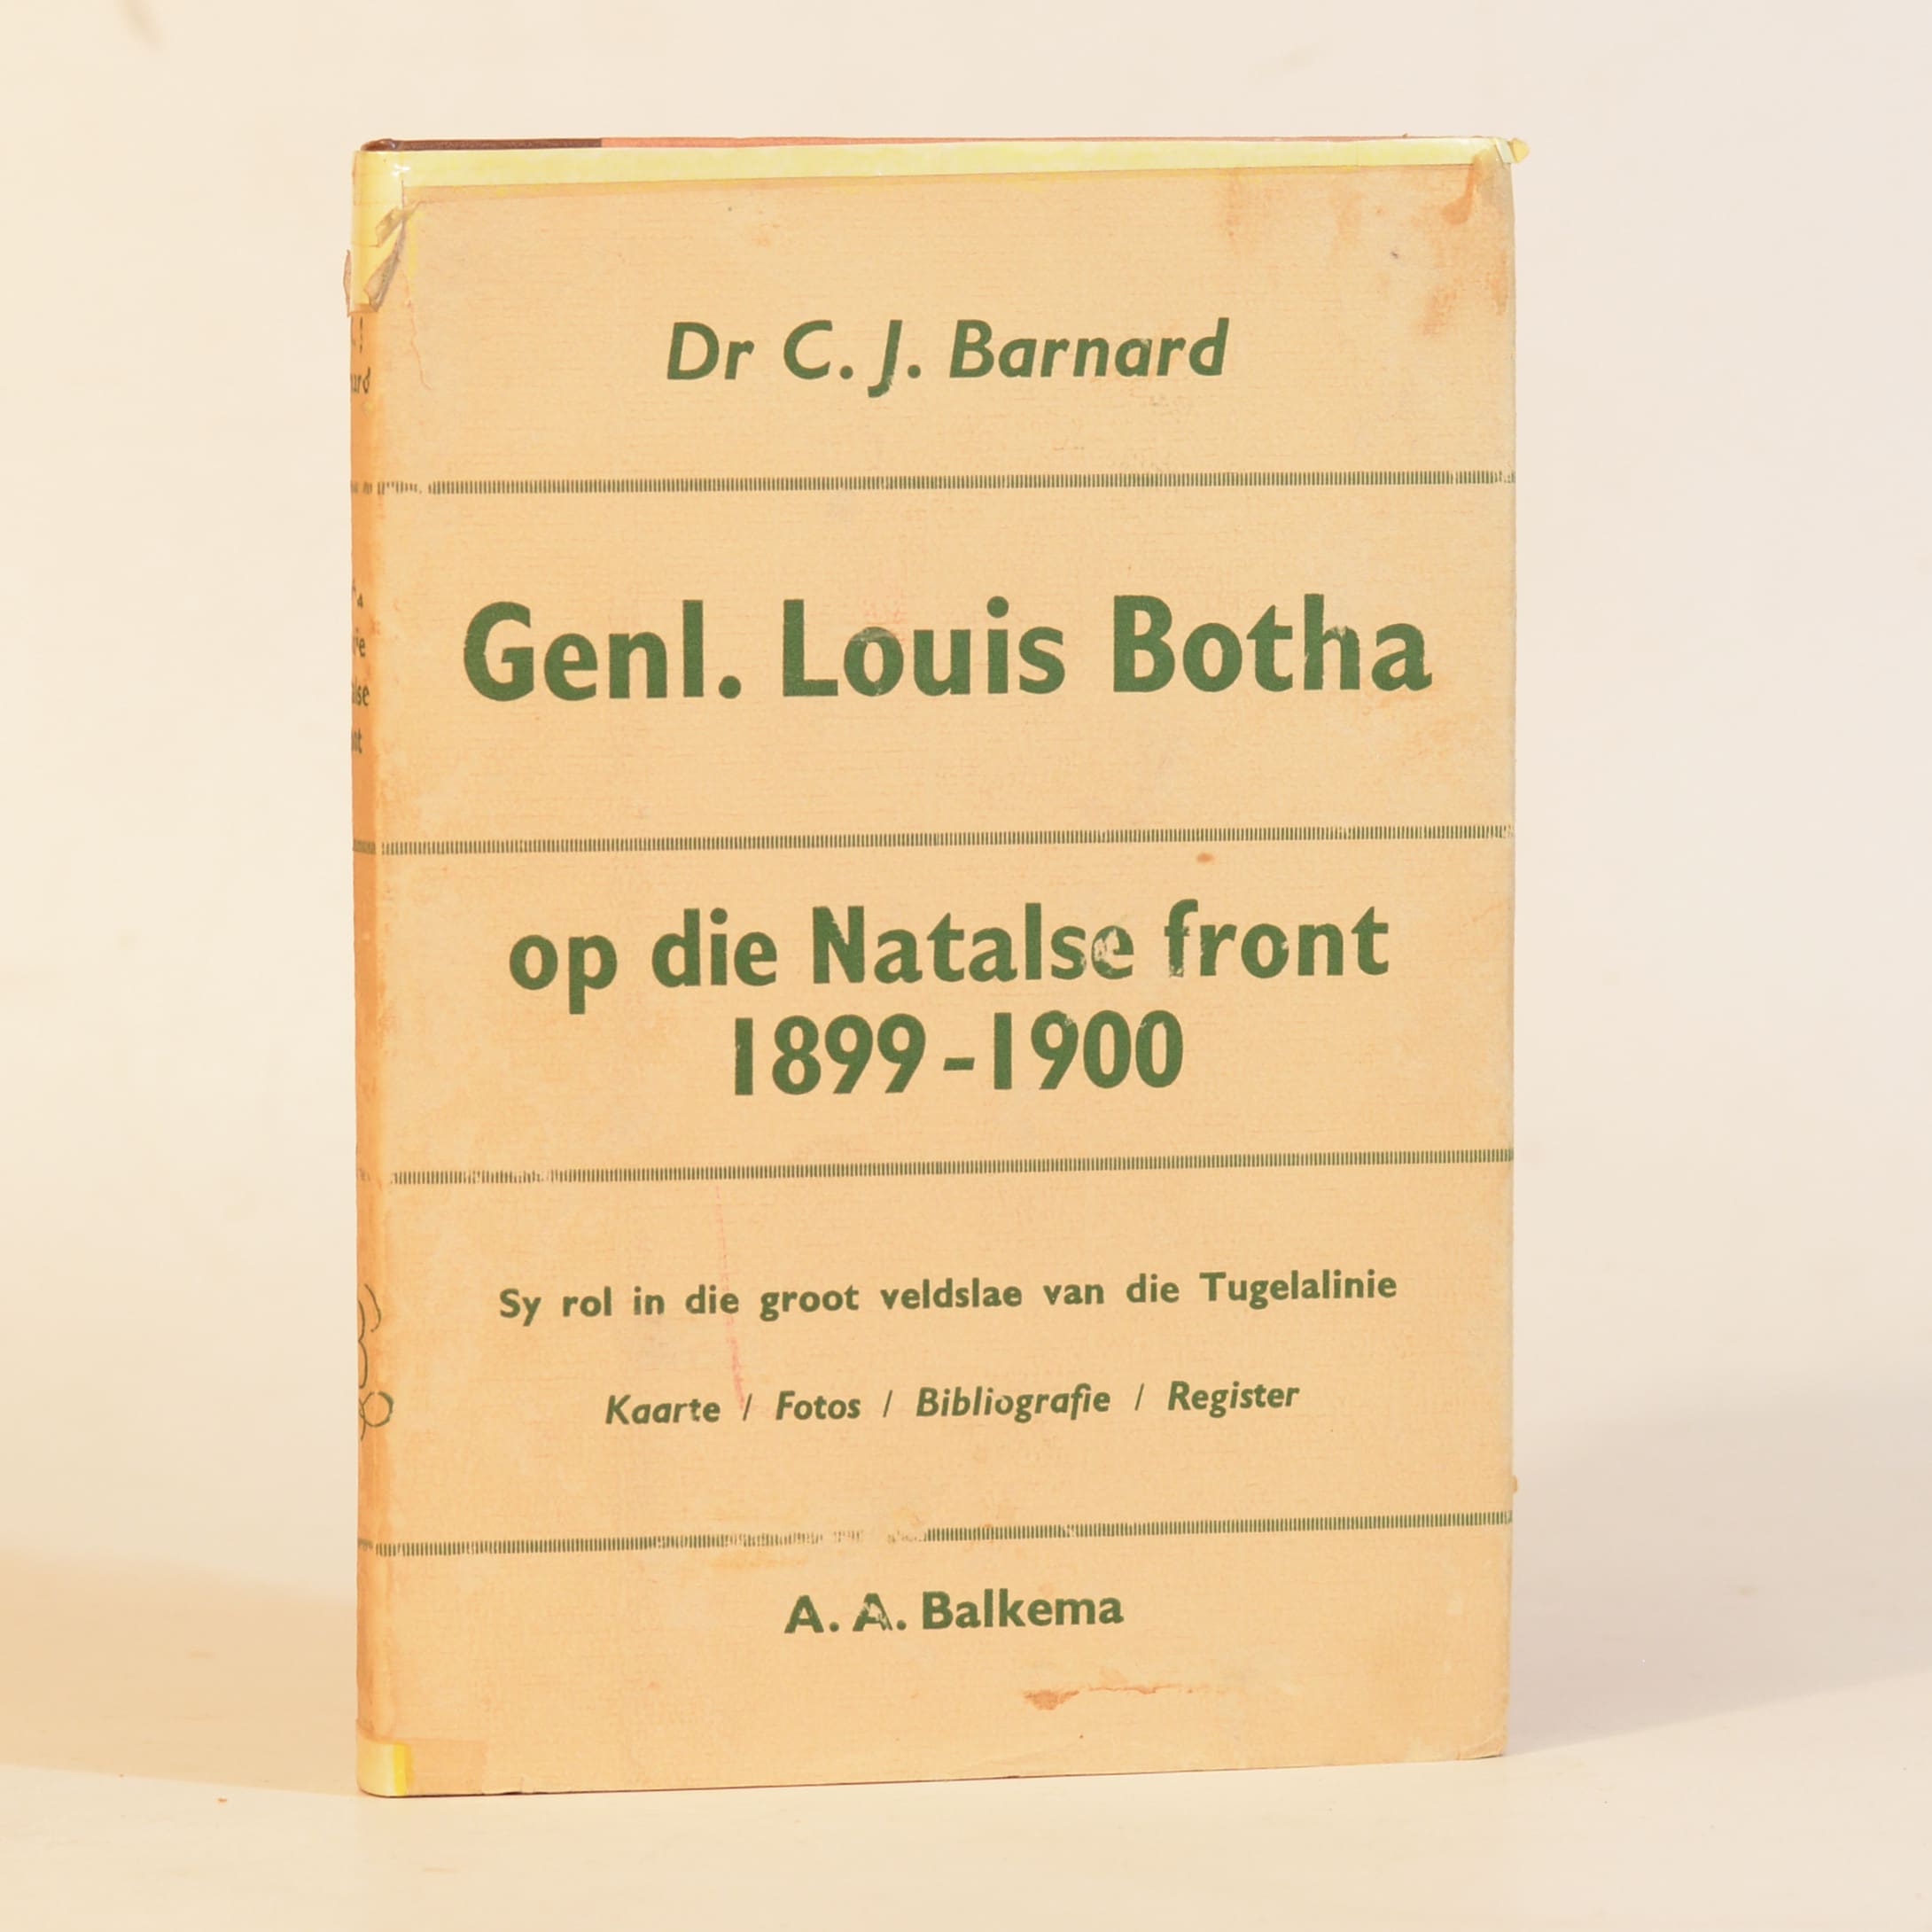 Dr C. J. Barnard
Genl. Louis Botha
op die Natalse front
1899-1900
Sy rol in die groot veldslae van die Tugelalinie
Kaarte / Fotos / Bibliografie / Register
A. A. Balkema